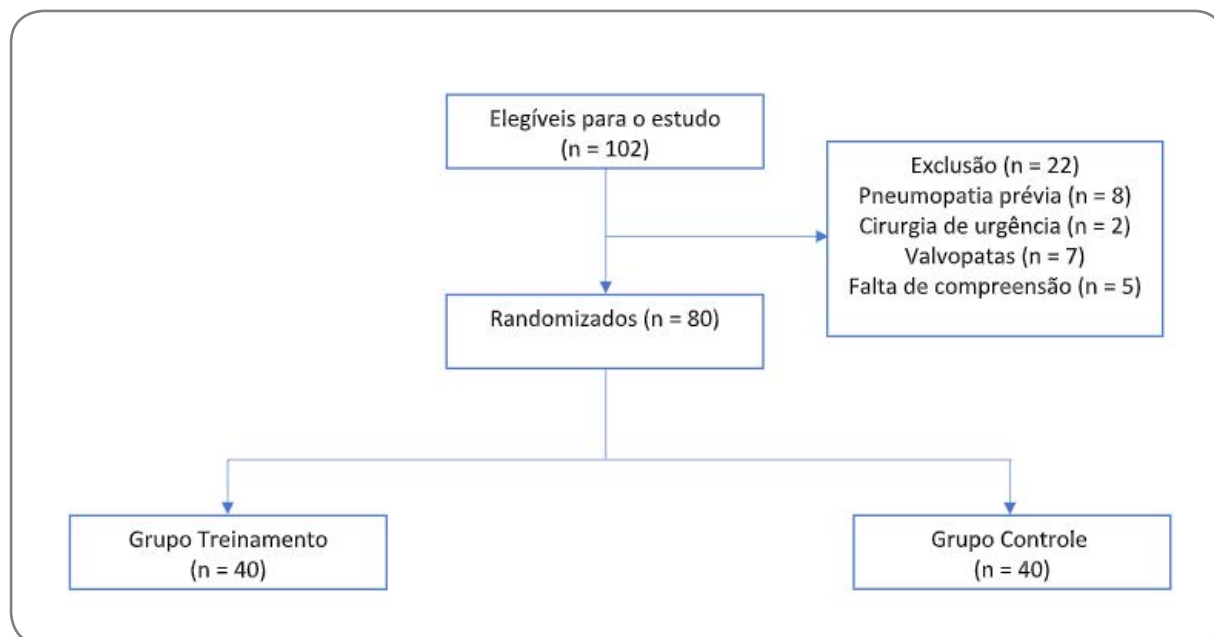 Elegíveis para o estudo
(n = 102)
Exclusão (n = 22)
Pneumopatia prévia (n = 8)
Cirurgia de urgência (n = 2)
Valvopatas (n = 7)
Falta de compreensão (n = 5)
Randomizados (n = 80)
Grupo Treinamento
(n = 40)
Grupo Controle
(n = 40)